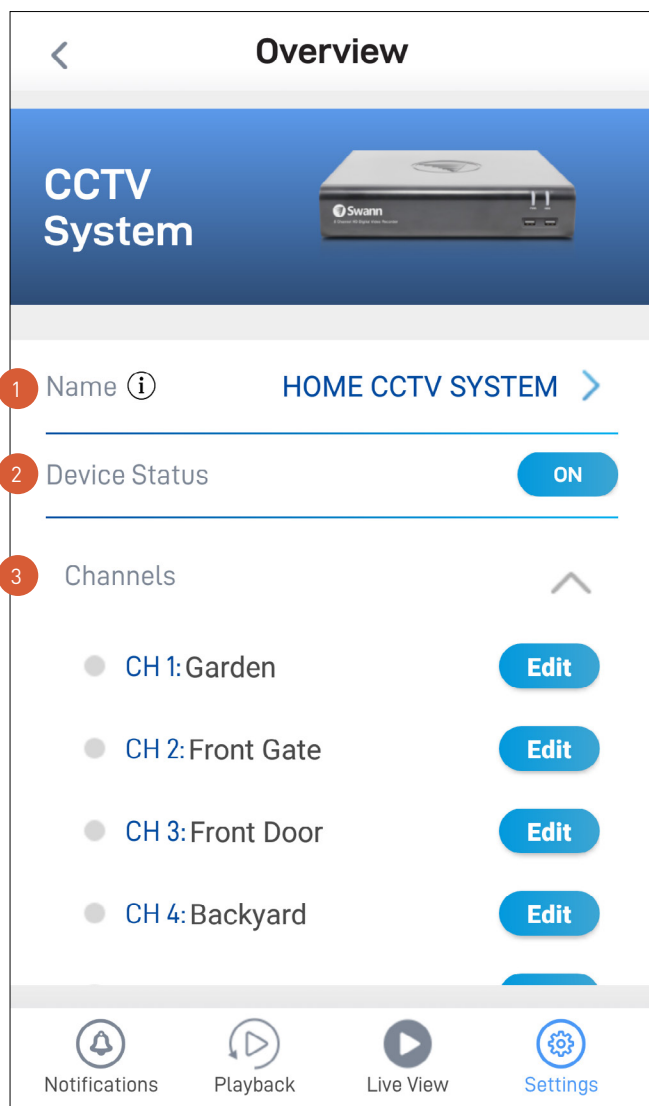 Overview
CCTV
System
Swann
1 Name i HOME CCTV SYSTEM
2 Device Status ON
3 Channels
CH 1: Garden Edit
CH 2: Front Gate Edit
CH 3: Front Door Edit
CH 4: Backyard Edit
Notifications Playback Live View Settings